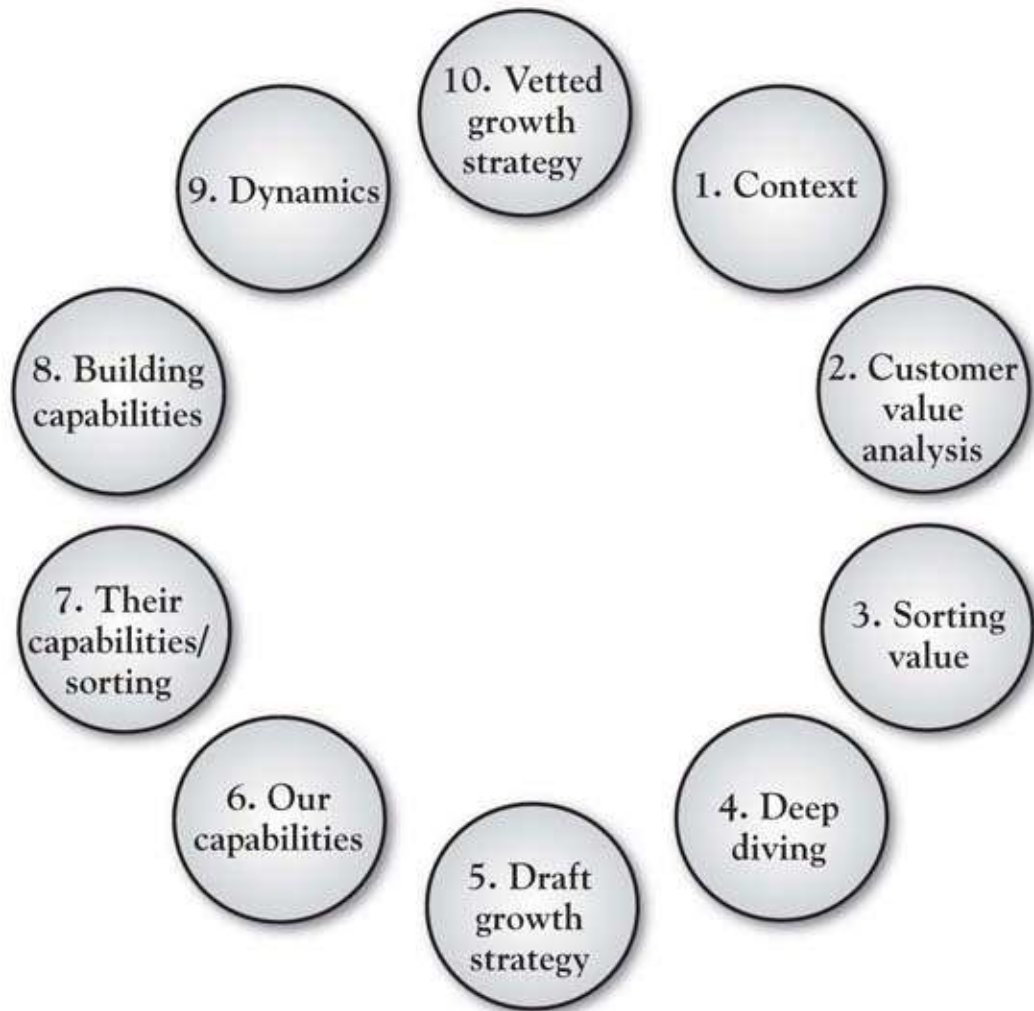 10. Vetted
growth
strategy
1. Context
2. Customer
value
analysis
3. Sorting
value
4. Deep
diving
5. Draft
growth
strategy
6. Our
capabilities
7. Their
capabilities/
sorting
8. Building
capabilities
9. Dynamics